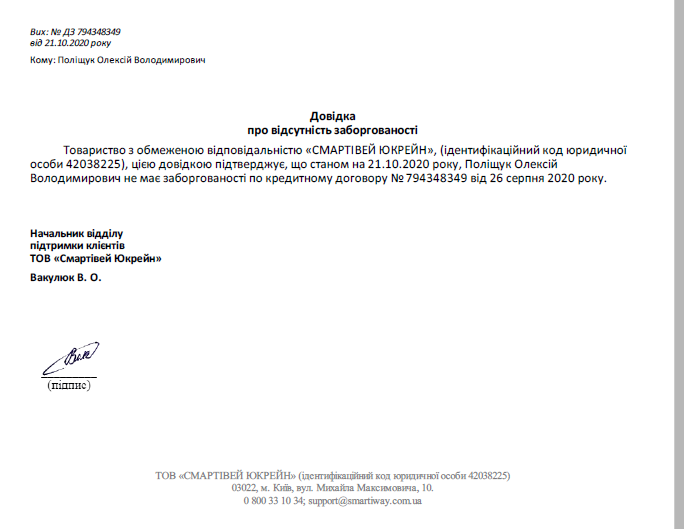 Вих: № ДЗ 794348349
від 21.10.2020 року
Кому: Поліщук Олексій Володимирович
Довідка
про відсутність заборгованості
Товариство з обмеженою відповідальністю «СМАРТІВЕЙ ЮКРЕЙН», (ідентифікаційний код юридичної
особи 42038225), цією довідкою підтверджує, що станом на 21.10.2020 року, Поліщук Олексій
Володимирович не має заборгованості по кредитному договору № 794348349 від 26 серпня 2020 року.
Начальник відділу
підтримки клієнтів
ТОВ «Смартівей Юкрейн»
Вакулюк В. О.
(підпис)
ТОВ «СМАРТІВЕЙ ЮКРЕЙН» (ідентифікаційний код юридичної особи 42038225)
03022, м. Київ, вул. Михайла Максимовича, 10.
0 800 33 10 34; support@smartiway.com.ua